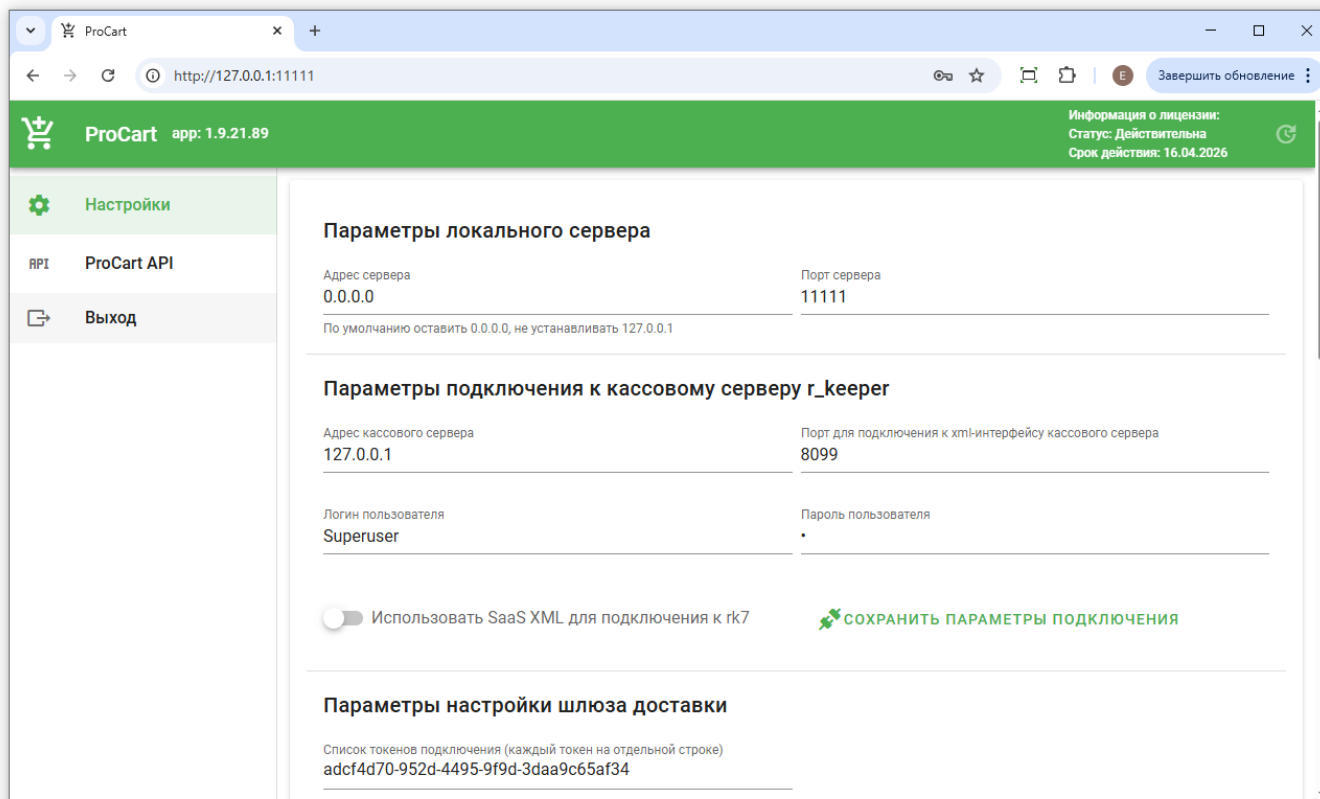 ProCart
http://127.0.0.1:11111
E
Завершить обновление
ProCart app: 1.9.21.89
Информация о лицензии:
Статус: Действительна
Срок действия: 16.04.2026
Настройки
API ProCart API
Выход
Параметры локального сервера
Адрес сервера
0.0.0.0
По умолчанию оставить 0.0.0.0, не устанавливать 127.0.0.1
Порт сервера
11111
Параметры подключения к кассовому серверу r_keeper
Адрес кассового сервера
127.0.0.1
Порт для подключения к xml-интерфейсу кассового сервера
8099
Логин пользователя
Superuser
Пароль пользователя
•
Использовать SaaS XML для подключения к rk7
СОХРАНИТЬ ПАРАМЕТРЫ ПОДКЛЮЧЕНИЯ
Параметры настройки шлюза доставки
Список токенов подключения (каждый токен на отдельной строке)
adcf4d70-952d-4495-9f9d-3daa9c65af34